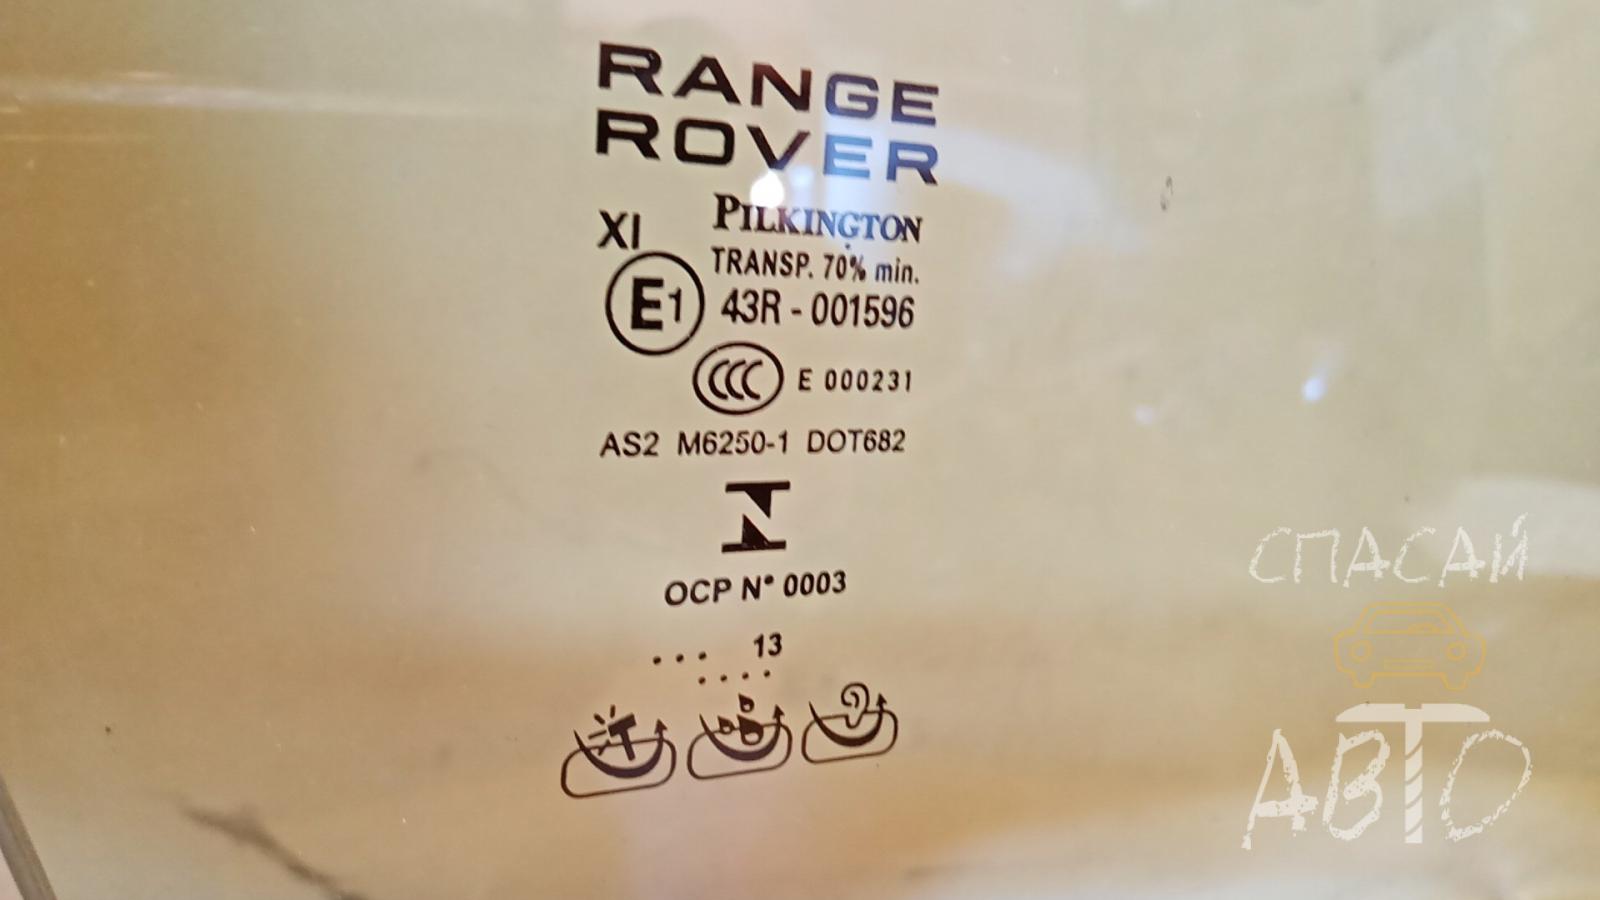 RANGE
ROVER
PILKINGTON
XI
TRANSP. 70% min.
E1 43R - 001596
CCC E 000231
AS2 M6250-1 DOT682
OCP N° 0003
... 13
....
СПАСАЙ
АВТО